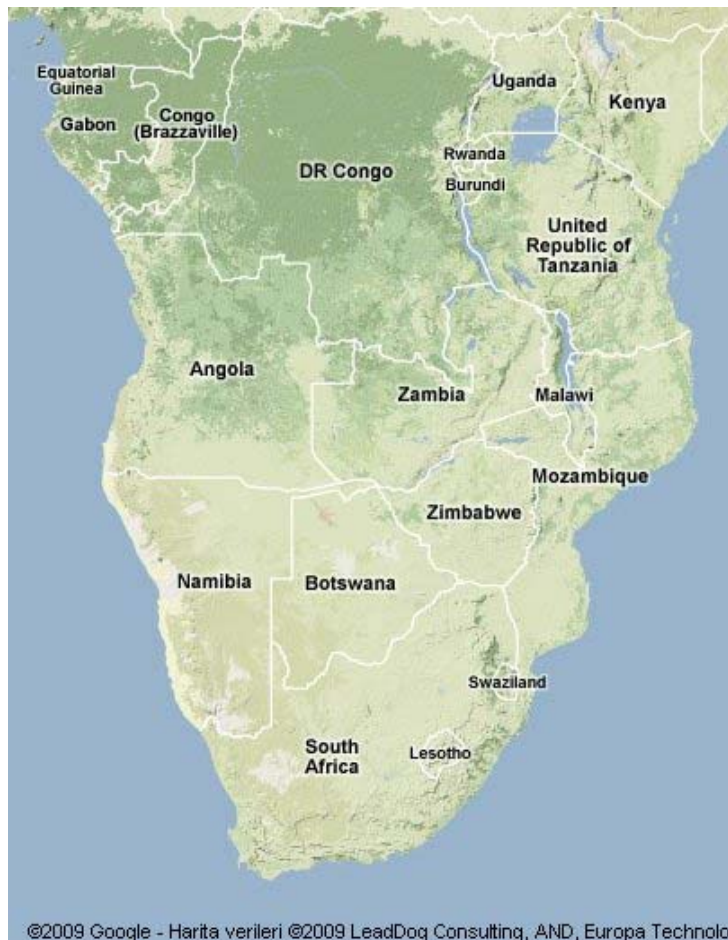 Uganda
Equatorial
Guinea
Kenya
Gabon
Congo
(Brazzaville)
Rwanda
DR Congo
Burundi
United
Republic of
Tanzania
Angola
Zambia
Malawi
Mozambique
Zimbabwe
Namibia
Botswana
Swaziland
South
Africa
Lesotho
©2009 Google - Harita verileri ©2009 LeadDog Consulting, AND, Europa Technolo